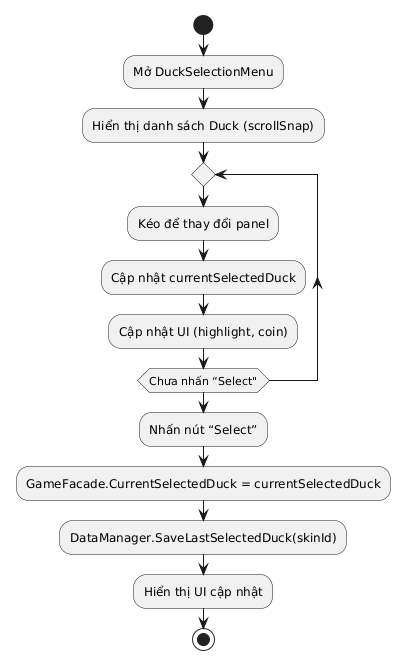 Mở DuckSelectionMenu
Hiển thị danh sách Duck (scrollSnap)
Kéo để thay đổi panel
Cập nhật currentSelectedDuck
Cập nhật UI (highlight, coin)
Chưa nhấn “Select"
Nhấn nút “Select”
GameFacade.CurrentSelectedDuck = currentSelectedDuck
DataManager.SaveLastSelectedDuck(skinId)
Hiển thị UI cập nhật